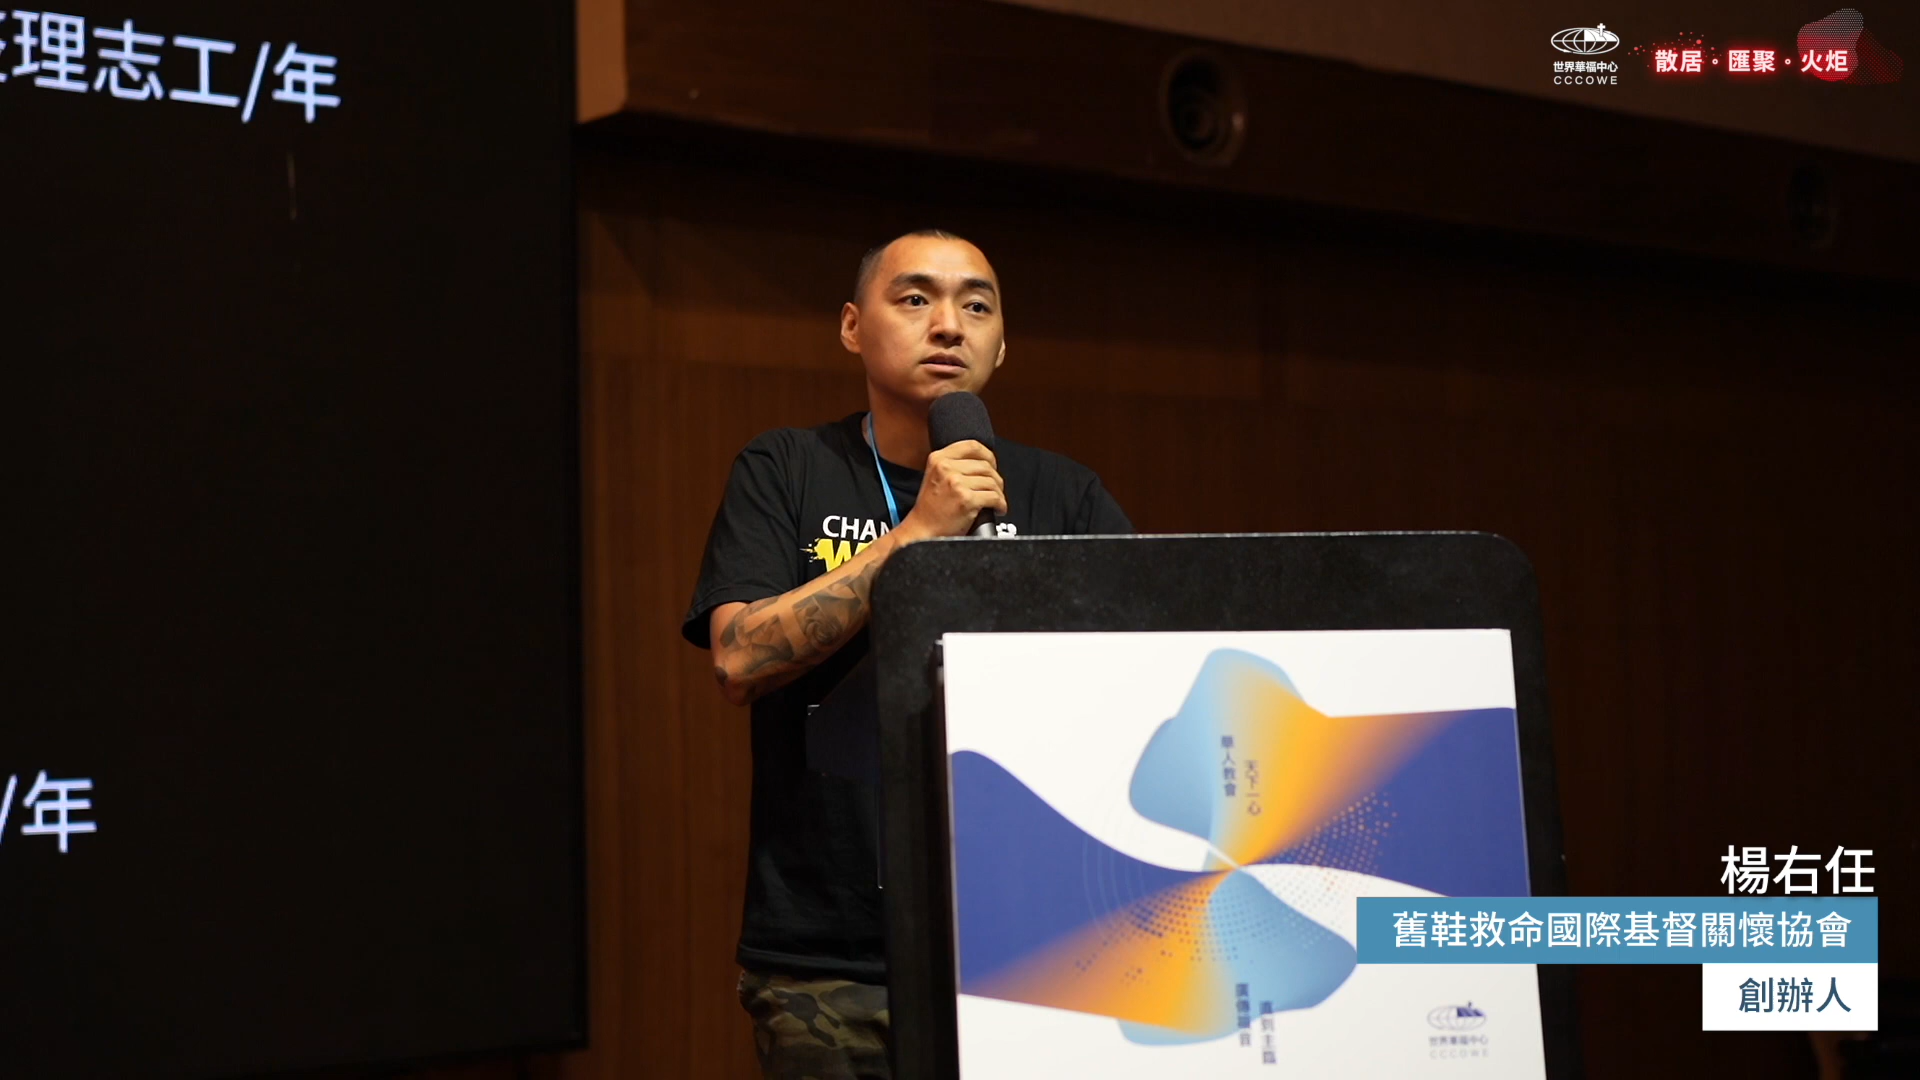 理志工/年
/年
世界華福中心
CCCOWE
散居。匯聚。火炬
CHAN
W
華人教會
天下一心
廣傳福音
直到主臨
世界華福中心
CCCOWE
楊右任
舊鞋救命國際基督關懷協會
創辦人